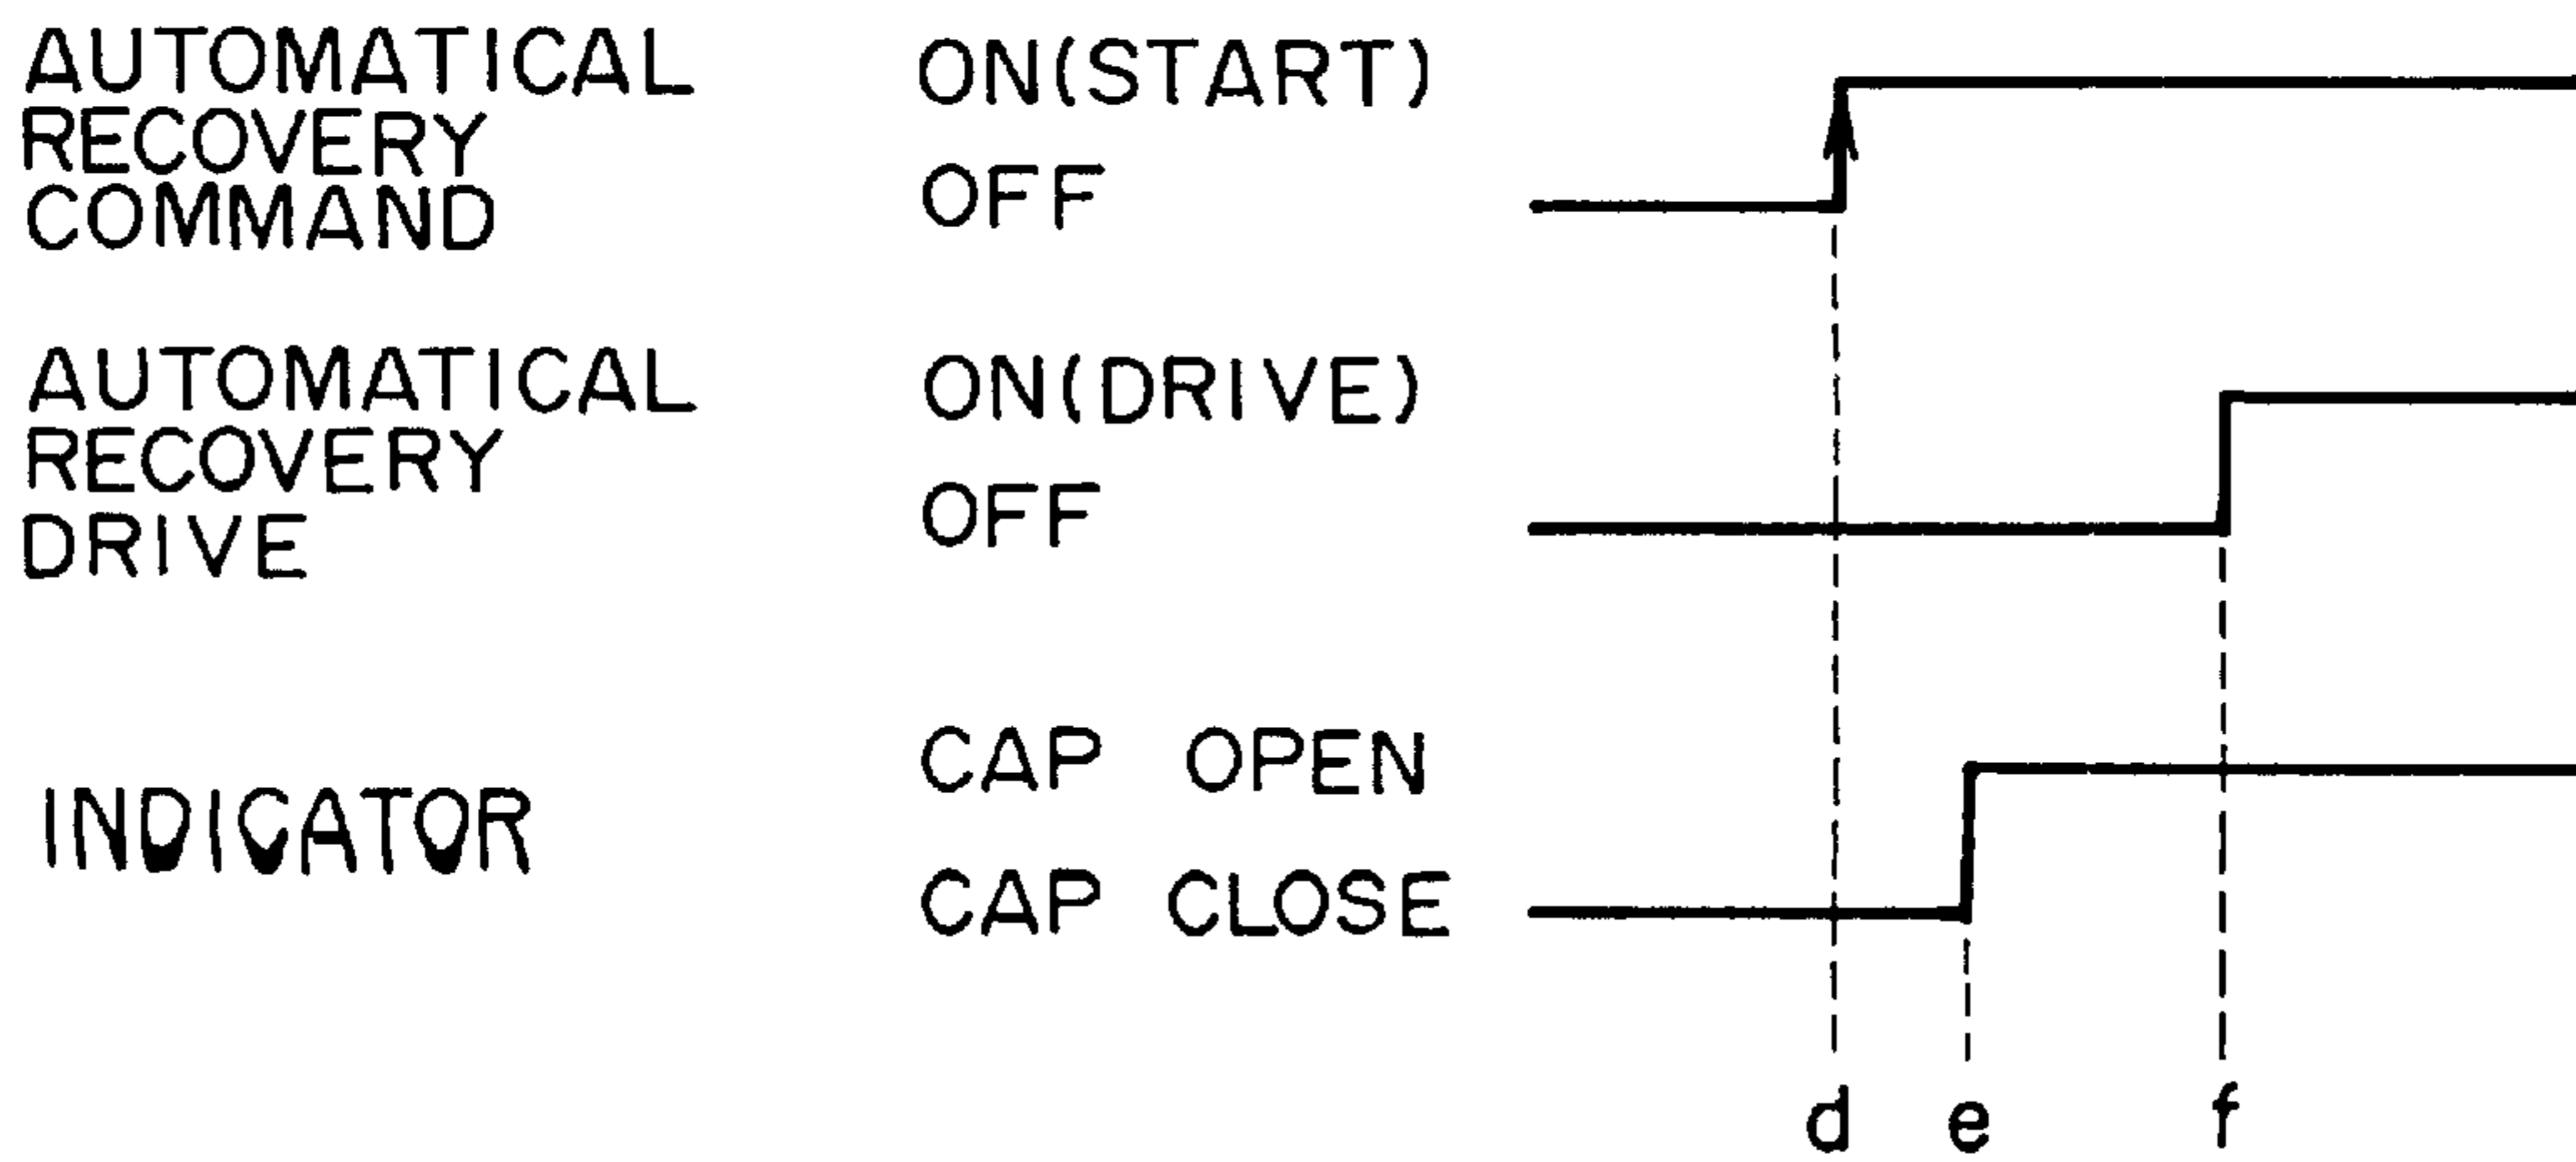 AUTOMATICAL
RECOVERY
COMMAND
ON(START)
OFF
AUTOMATICAL
RECOVERY
DRIVE
ON(DRIVE)
OFF
INDICATOR
CAP OPEN
CAP CLOSE
d e f